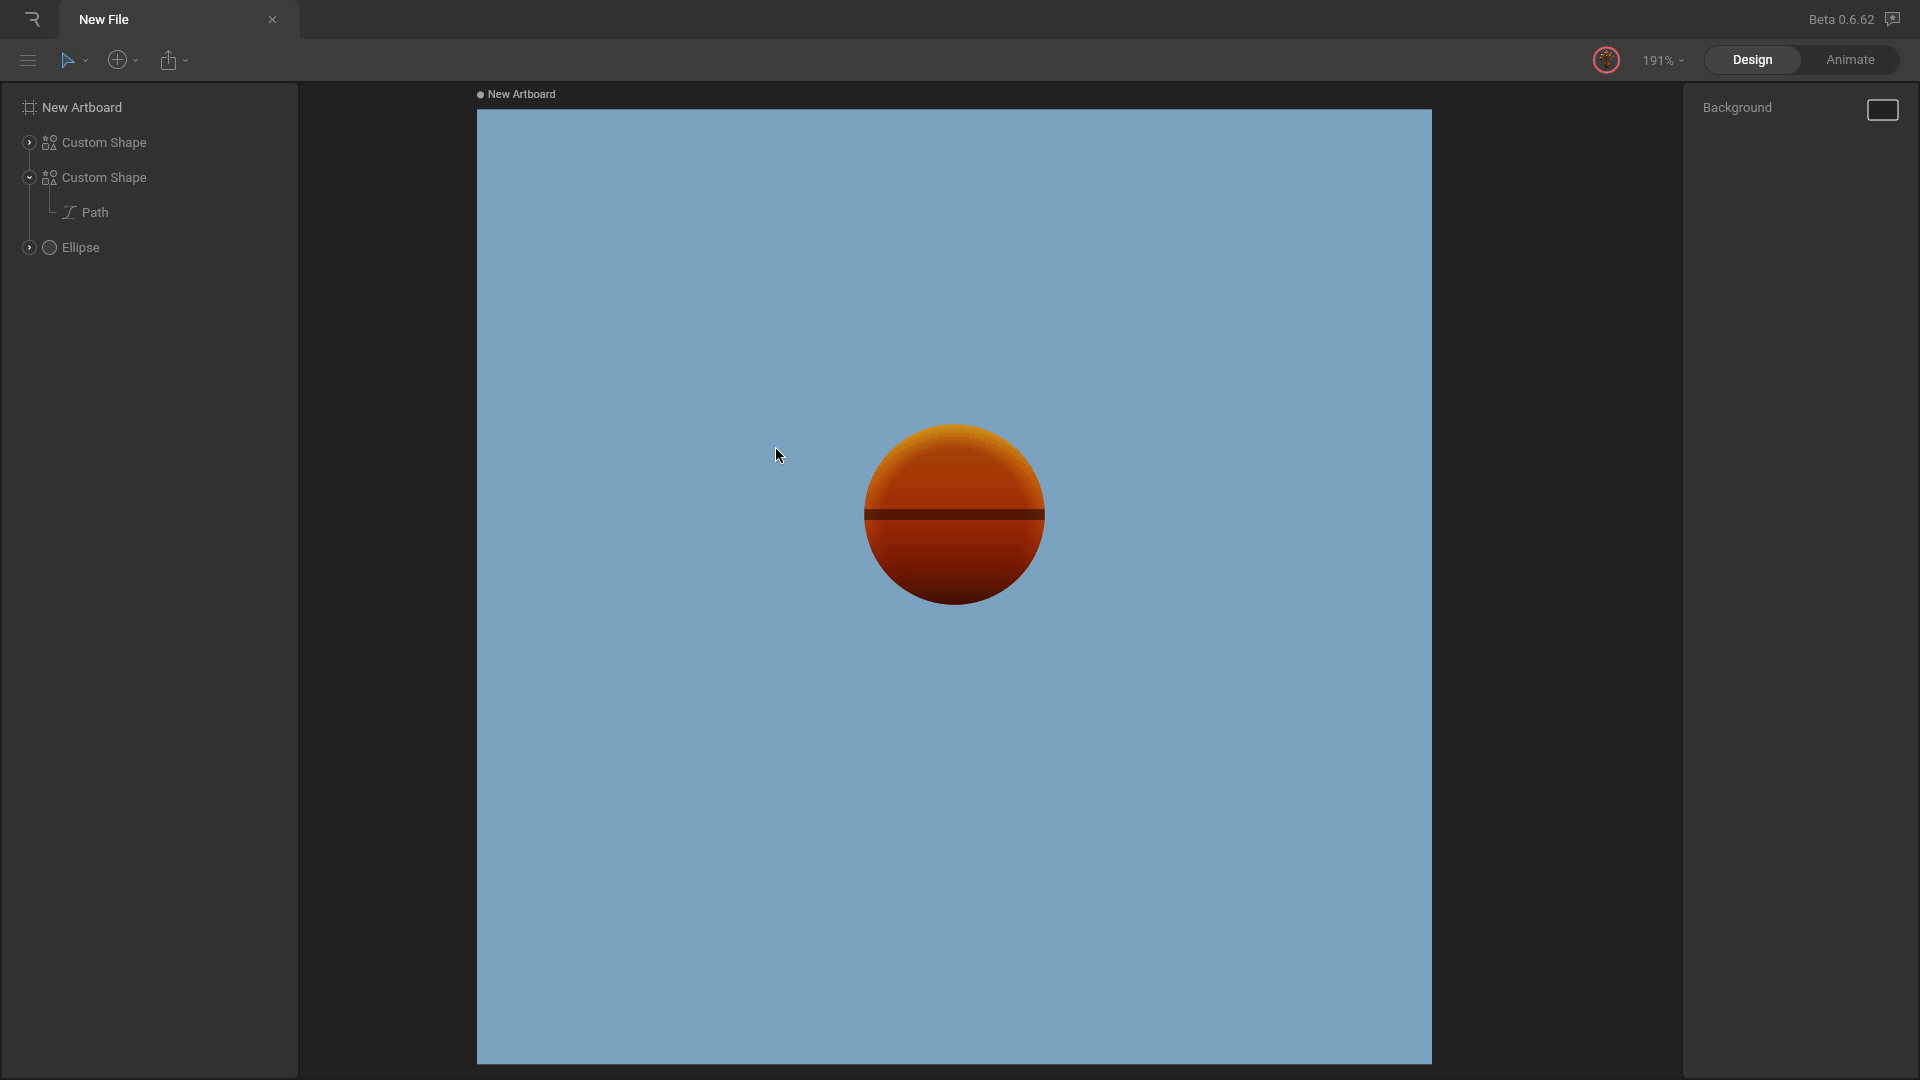 New File
Beta 0.6.62
191%
Design
Animate
New Artboard
Custom Shape
Custom Shape
Path
Ellipse
New Artboard
Background